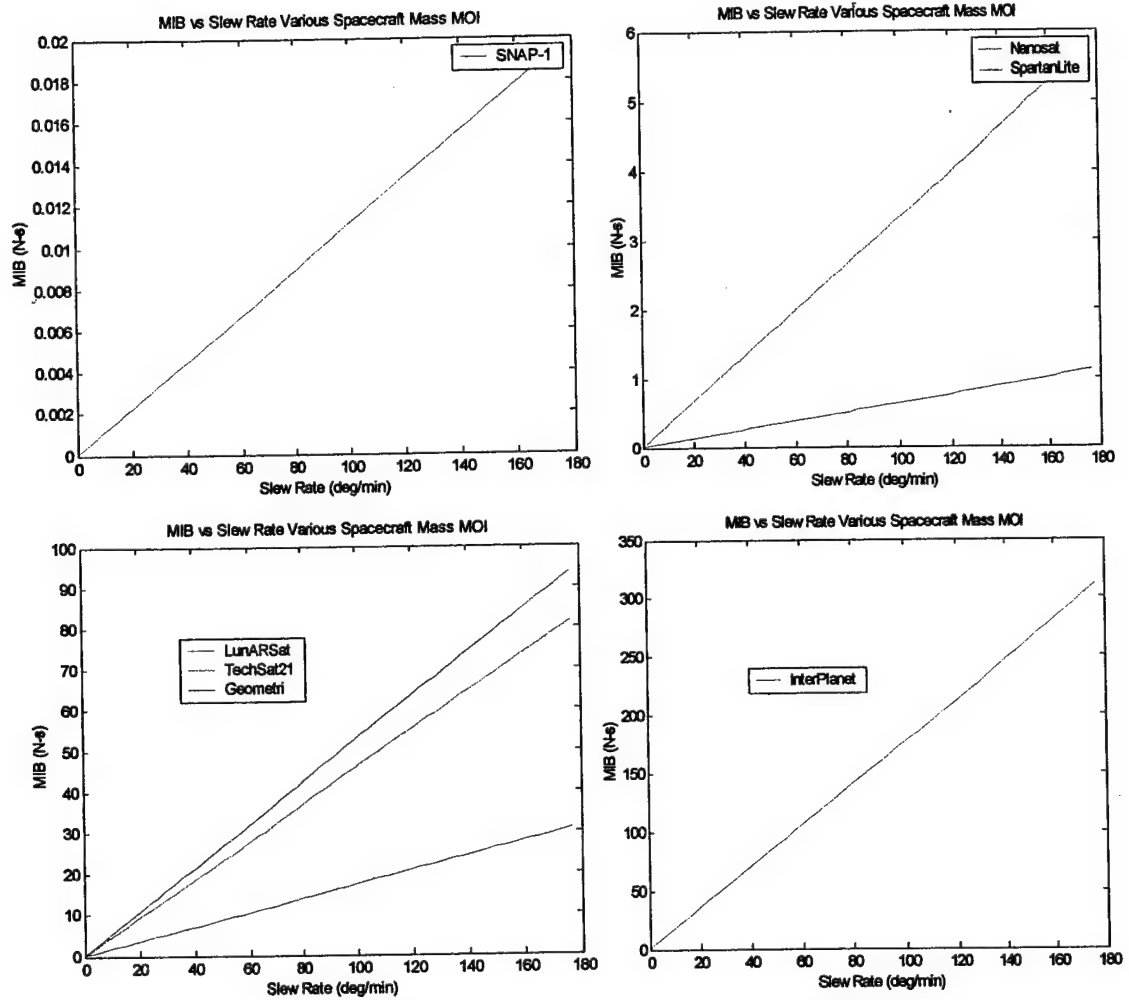 MIB vs Slew Rate Various Spacecraft Mass MOI
0.02
0.018
0.016
0.014
0.012
0.01
0.008
0.006
0.004
0.002
0
MIB (N-s)
SNAP-1
0 20 40 60 80 100 120 140 160 180
Slew Rate (deg/min)
MIB vs Slew Rate Various Spacecraft Mass MOI
6
5
4
3
2
1
0
MIB (N-s)
Nanosat
SpartanLite
0 20 40 60 80 100 120 140 160 180
Slew Rate (deg/min)
MIB vs Slew Rate Various Spacecraft Mass MOI
100
90
80
70
60
50
40
30
20
10
0
MIB (N-s)
LunARSat
TechSat21
Geometri
0 20 40 60 80 100 120 140 160 180
Slew Rate (deg/min)
MIB vs Slew Rate Various Spacecraft Mass MOI
350
300
250
200
150
100
50
0
MIB (N-s)
InterPlanet
0 20 40 60 80 100 120 140 160 180
Slew Rate (deg/min)